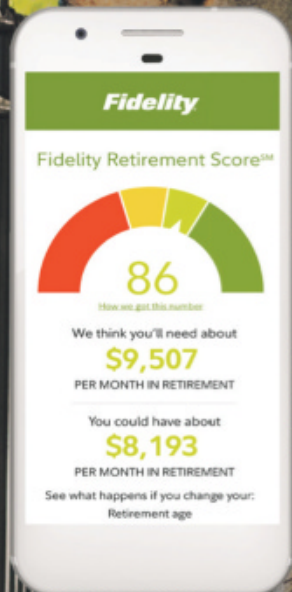 Fidelity
Fidelity Retirement Score℠
86
How we got this number
We think you'll need about
$9,507
PER MONTH IN RETIREMENT
You could have about
$8,193
PER MONTH IN RETIREMENT
See what happens if you change your:
Retirement age